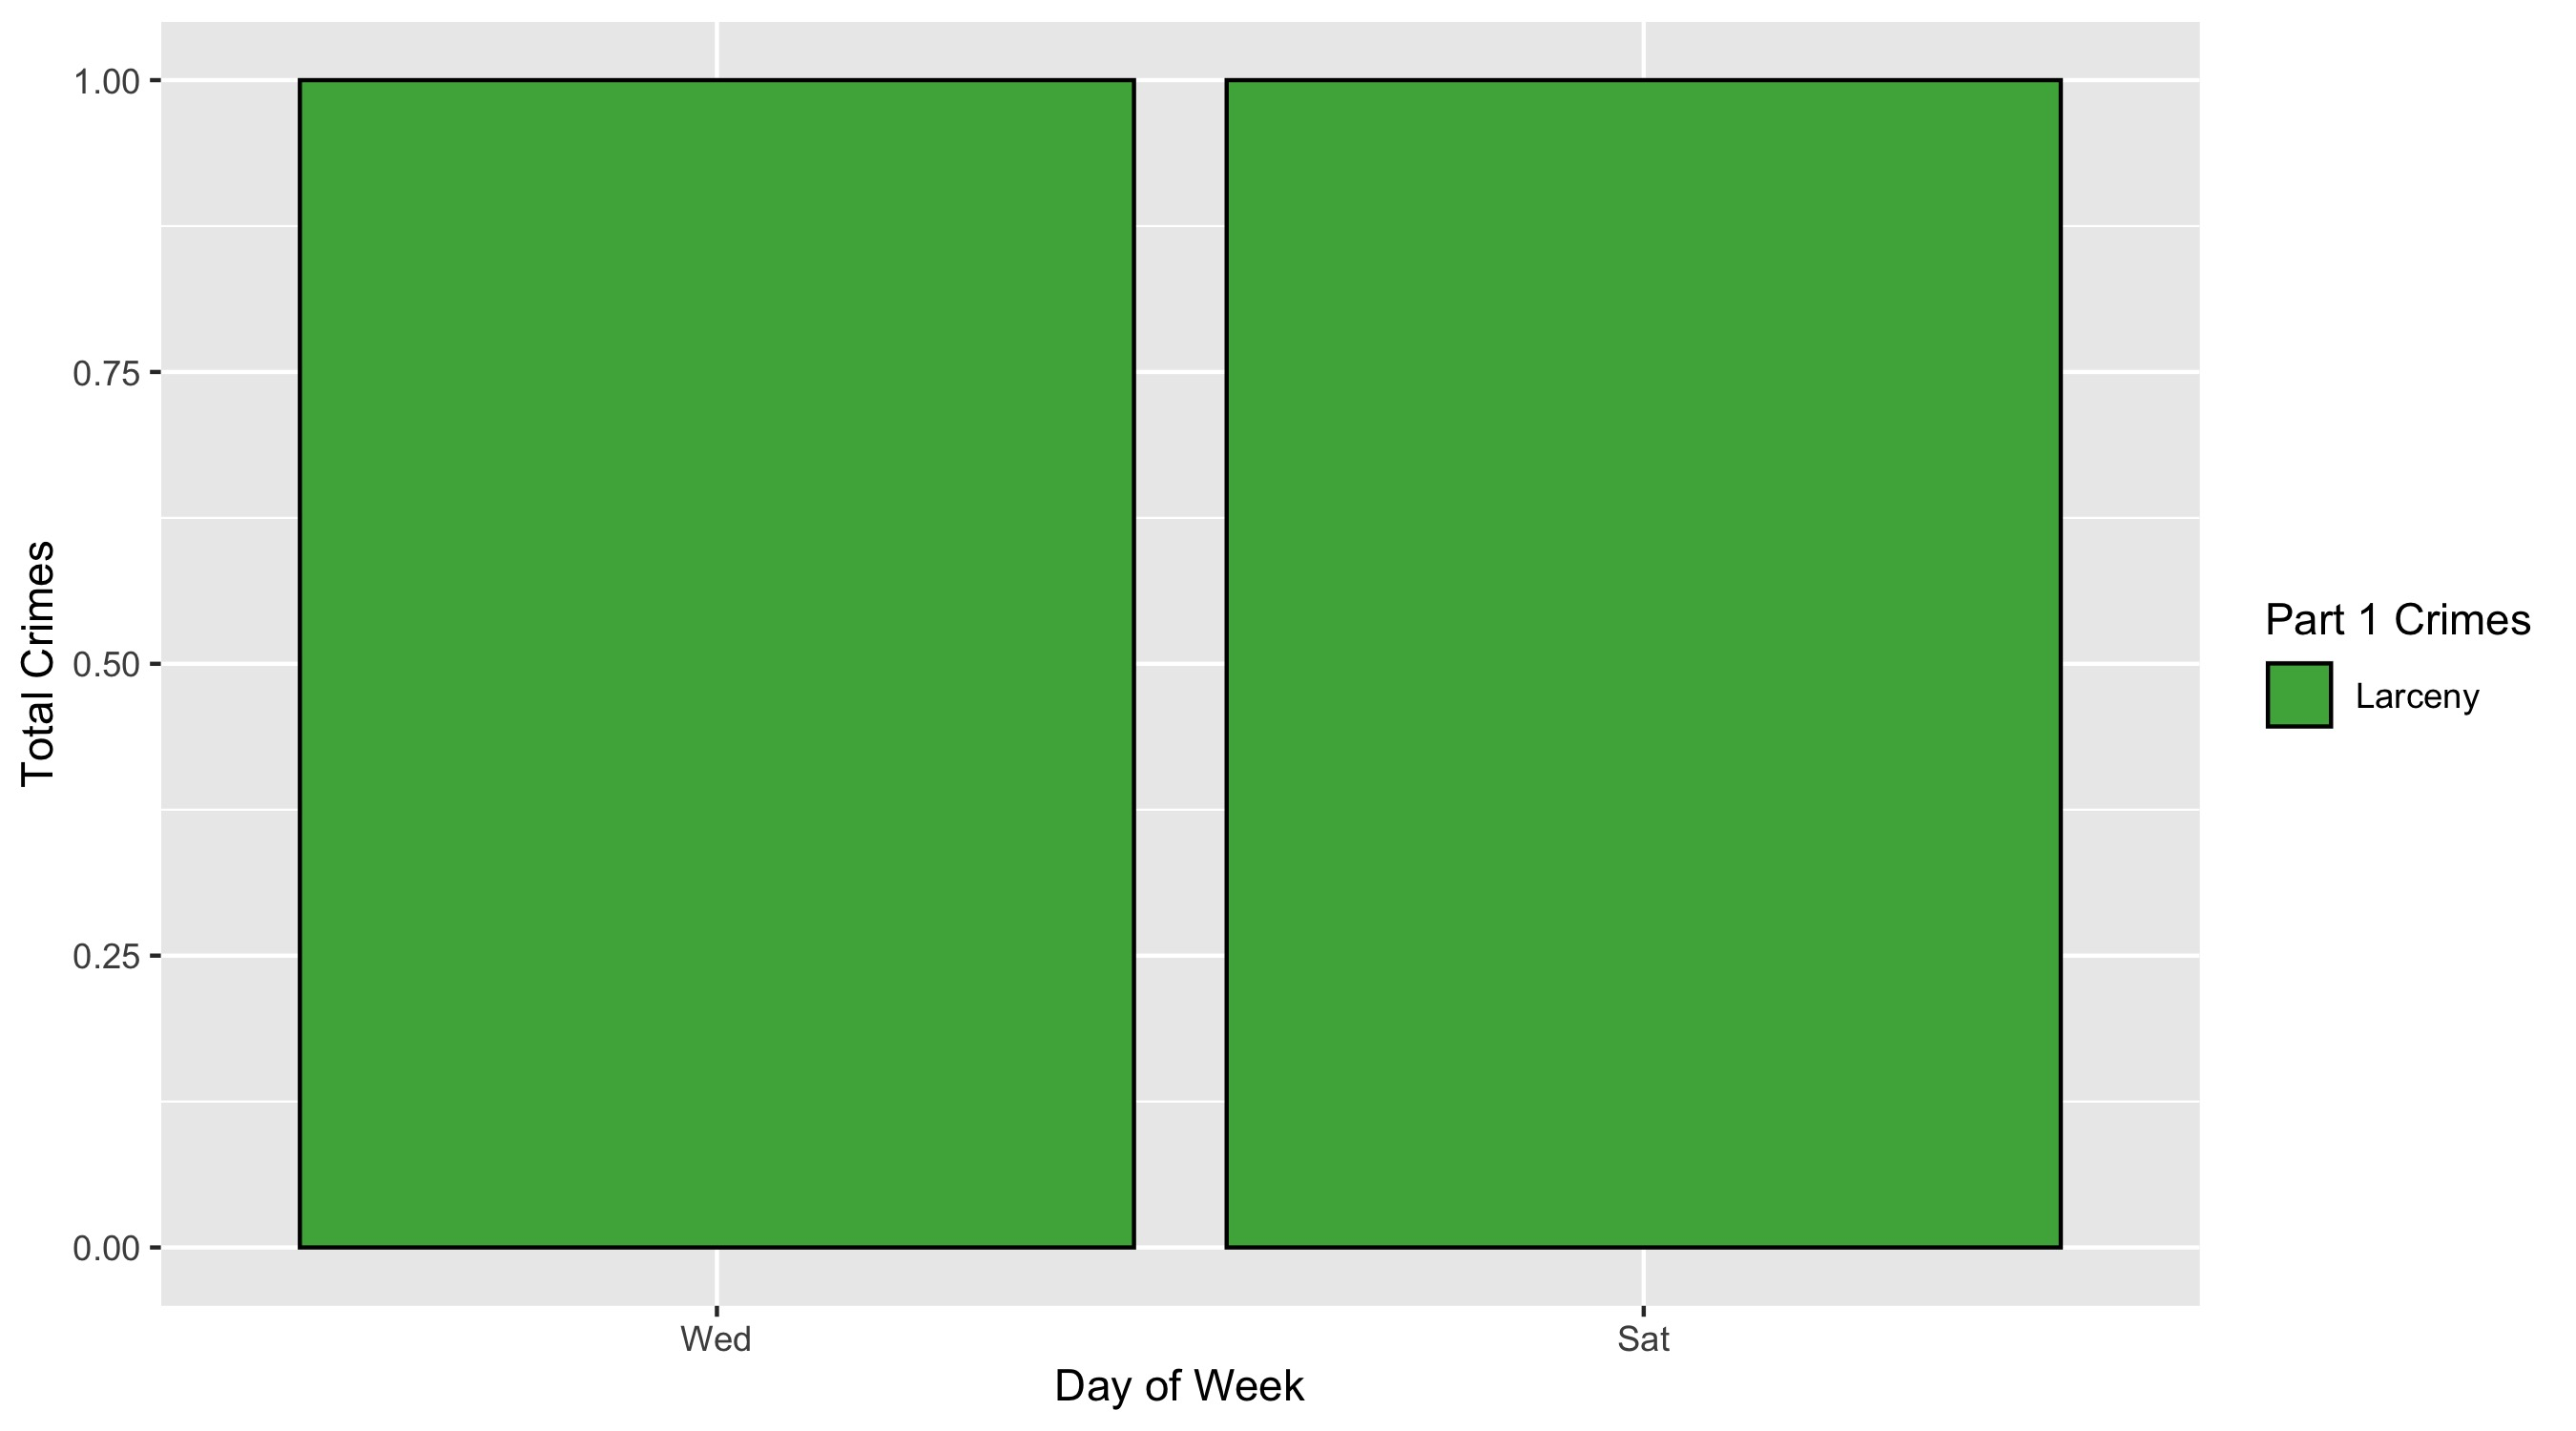 1.00
0.75
0.50
0.25
0.00
Total Crimes
Wed
Sat
Day of Week
Part 1 Crimes
Larceny